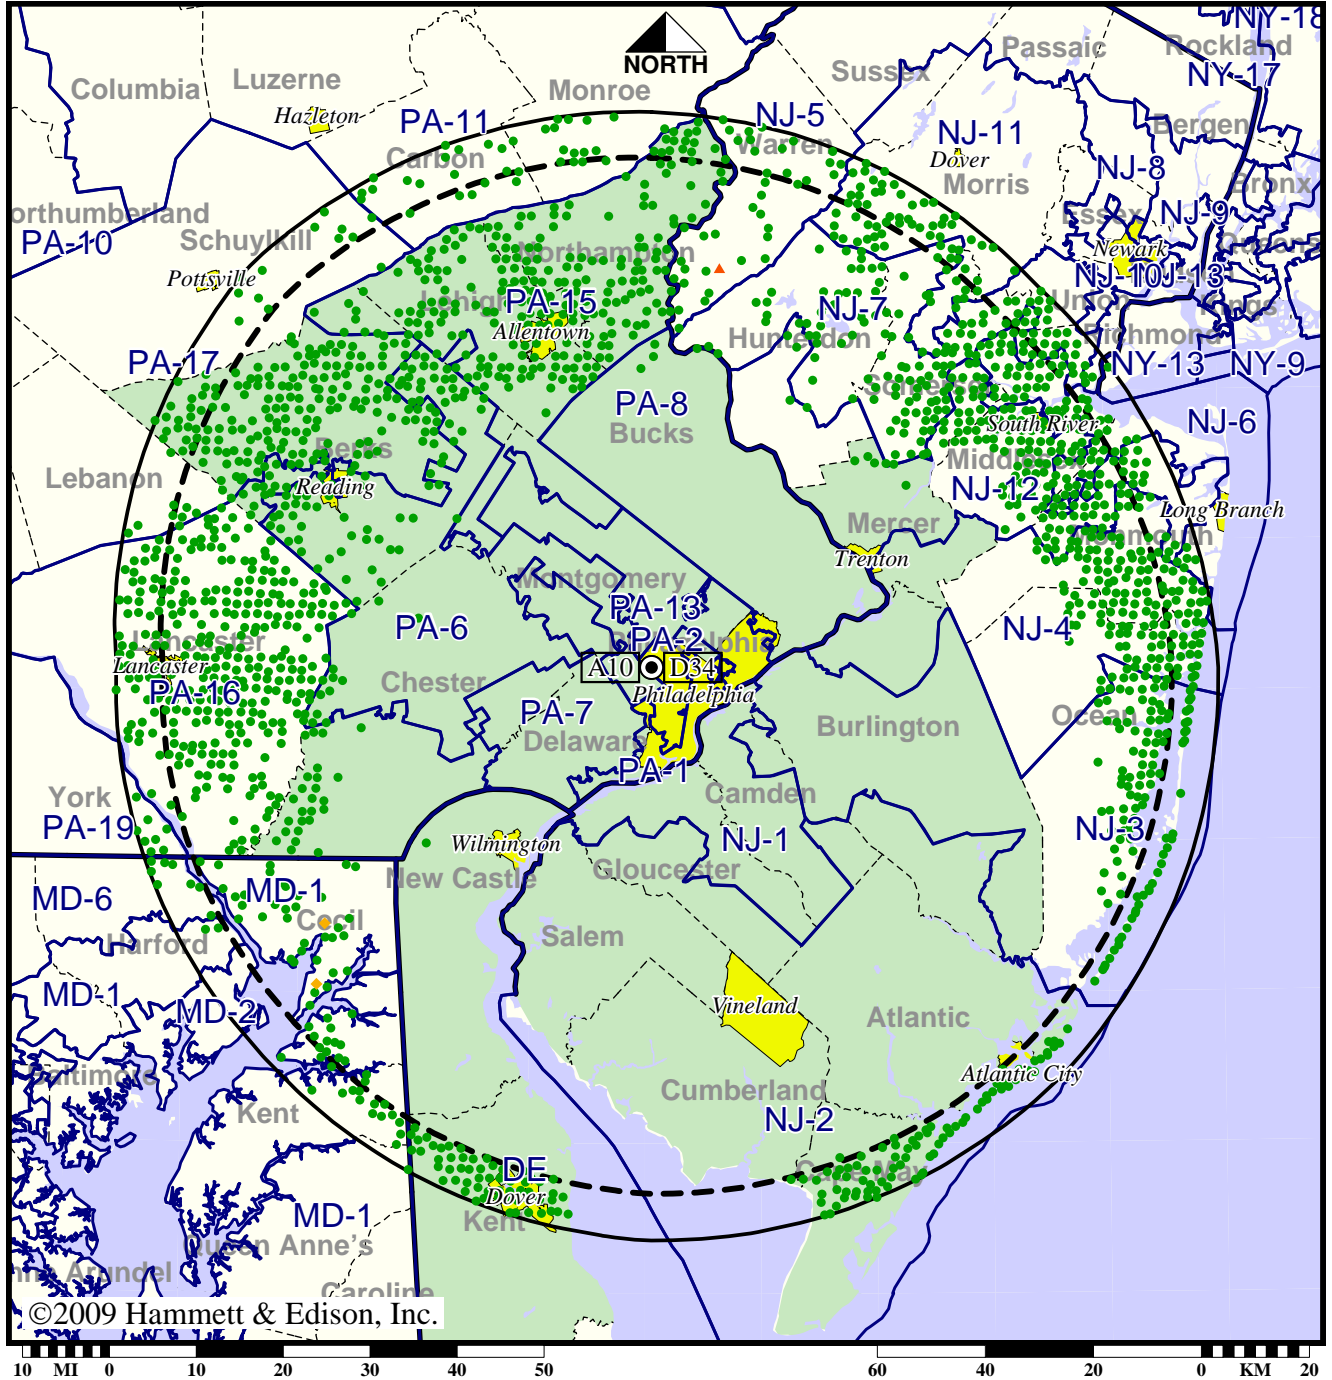 NY-18
Passaic
Rockland
NORTH
Sussex
NY-17
Columbia
Luzerne
Monroe
Hazleton
PA-11
NJ-5
NJ-11
Bergen
Carbon
Warren
Dover
NJ-8
Morris
Bronx
orthumberland
Essex
NJ-9
PA-10
Schuylkill
Northampton
Newark
Queens
Pottsville
NJ-10
J-13
Lehigh
PA-15
NJ-7
Union
Kings
Allentown
Hunterdon
Richmond
PA-17
NY-13
NY-9
Somerset
PA-8
Bucks
South River
NJ-6
Berks
Middlesex
Lebanon
Reading
NJ-12
Long Branch
Mercer
Monmouth
Trenton
Montgomery
PA-13
PA-6
PA-2
NJ-4
Lancaster
Lancaster
A10
D34
PA-16
Chester
Philadelphia
PA-7
Ocean
Delaware
Burlington
PA-1
York
Camden
PA-19
NJ-3
Wilmington
NJ-1
MD-1
New Castle
Gloucester
MD-6
Cecil
Harford
Salem
MD-1
MD-2
Vineland
Atlantic
Baltimore
Atlantic City
Kent
Cumberland
NJ-2
DE
Cape May
Dover
MD-1
Kent
Queen Anne's
Arundel
Caroline
©2009 Hammett & Edison, Inc.
10 MI 0 10 20 30 40 50 60 40 20 0 KM 20